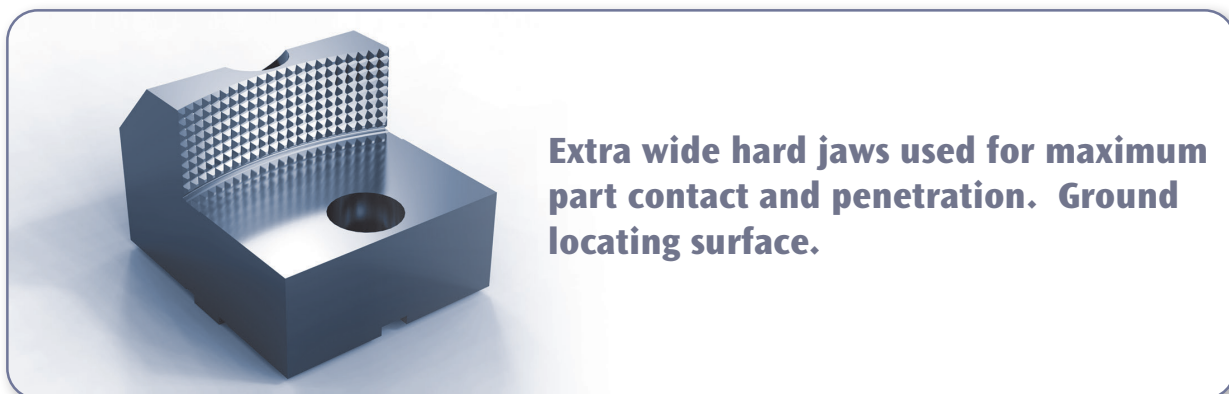 Extra wide hard jaws used for maximum
part contact and penetration.  Ground
locating surface.